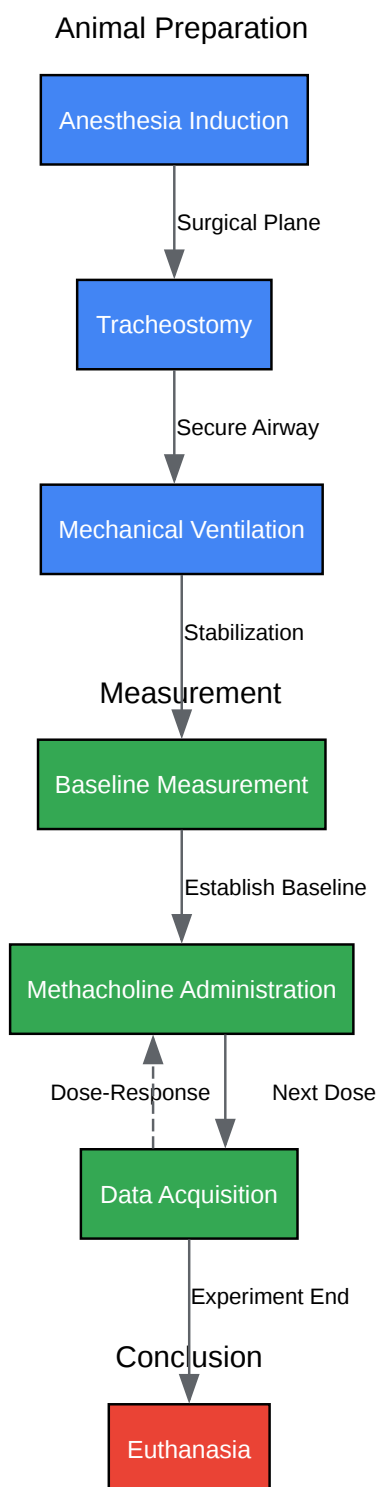 Animal Preparation
Anesthesia Induction
Surgical Plane
Tracheostomy
Secure Airway
Mechanical Ventilation
Stabilization
Measurement
Baseline Measurement
Establish Baseline
Methacholine Administration
Dose-Response
Next Dose
Data Acquisition
Experiment End
Conclusion
Euthanasia